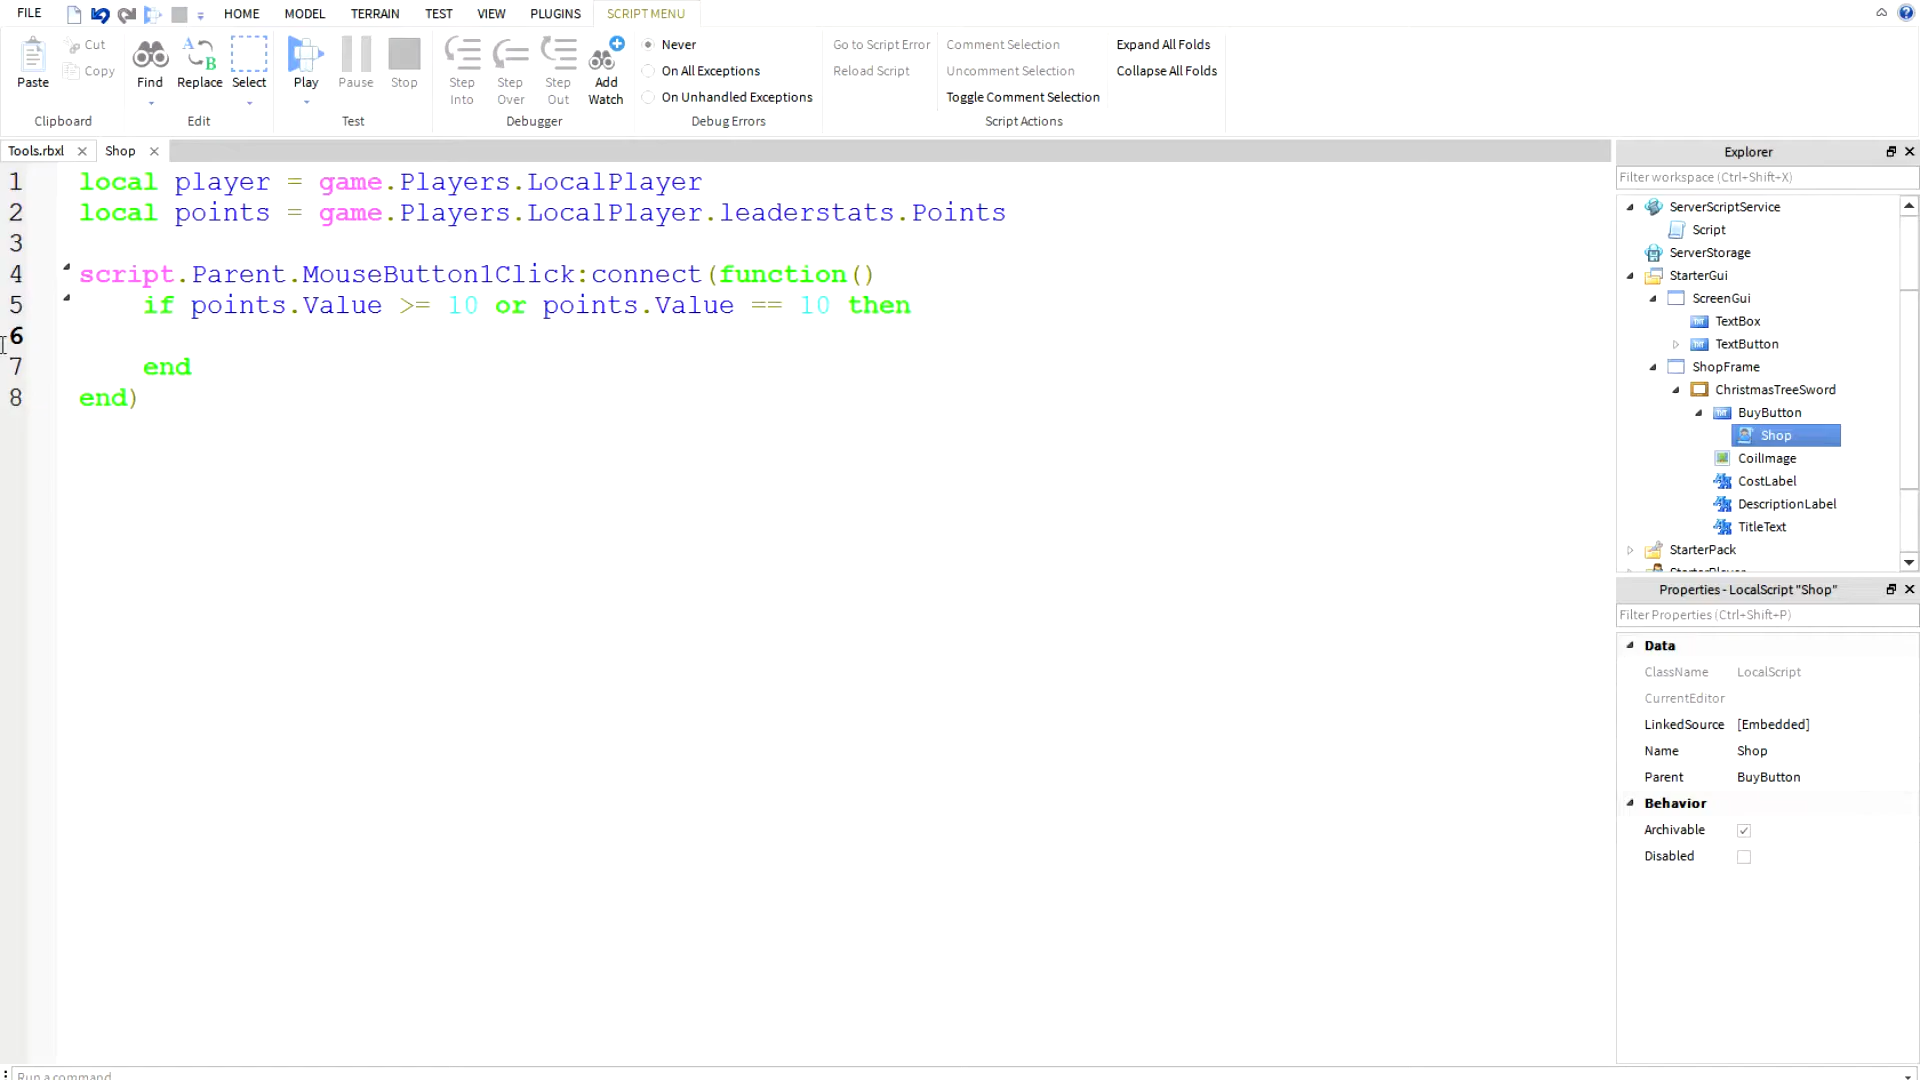 FILE HOME MODEL TERRAIN TEST VIEW PLUGINS SCRIPT MENU
Cut
Copy
Paste
Clipboard
Find Replace Select
Edit
Play Pause Stop
Test
Step Into
Step Over
Step Out
Add Watch
Debugger
Never
On All Exceptions
On Unhandled Exceptions
Debug Errors
Go to Script Error
Reload Script
Comment Selection
Uncomment Selection
Toggle Comment Selection
Expand All Folds
Collapse All Folds
Script Actions
Tools.rbxl Shop
1 local player = game.Players.LocalPlayer
2 local points = game.Players.LocalPlayer.leaderstats.Points
3
4 script.Parent.MouseButton1Click:connect(function()
5 if points.Value >= 10 or points.Value == 10 then
6
7 end
8 end)
Explorer
Filter workspace (Ctrl+Shift+X)
ServerScriptService
Script
ServerStorage
StarterGui
ScreenGui
TextBox
TextButton
ShopFrame
ChristmasTreeSword
BuyButton
Shop
CoilImage
CostLabel
DescriptionLabel
TitleText
StarterPack
StarterPlayer
Properties - LocalScript "Shop"
Filter Properties (Ctrl+Shift+P)
Data
ClassName LocalScript
CurrentEditor
LinkedSource [Embedded]
Name Shop
Parent BuyButton
Behavior
Archivable
Disabled
Run a command